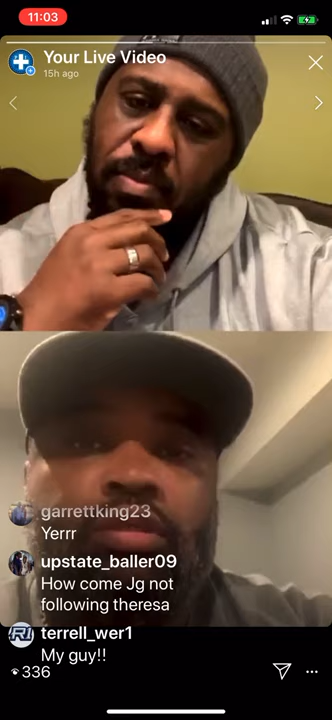 11:03
Your Live Video
15h ago
garrettking23
Yerrr
upstate_baller09
How come Jg not
following theresa
terrell_wer1
My guy!!
336